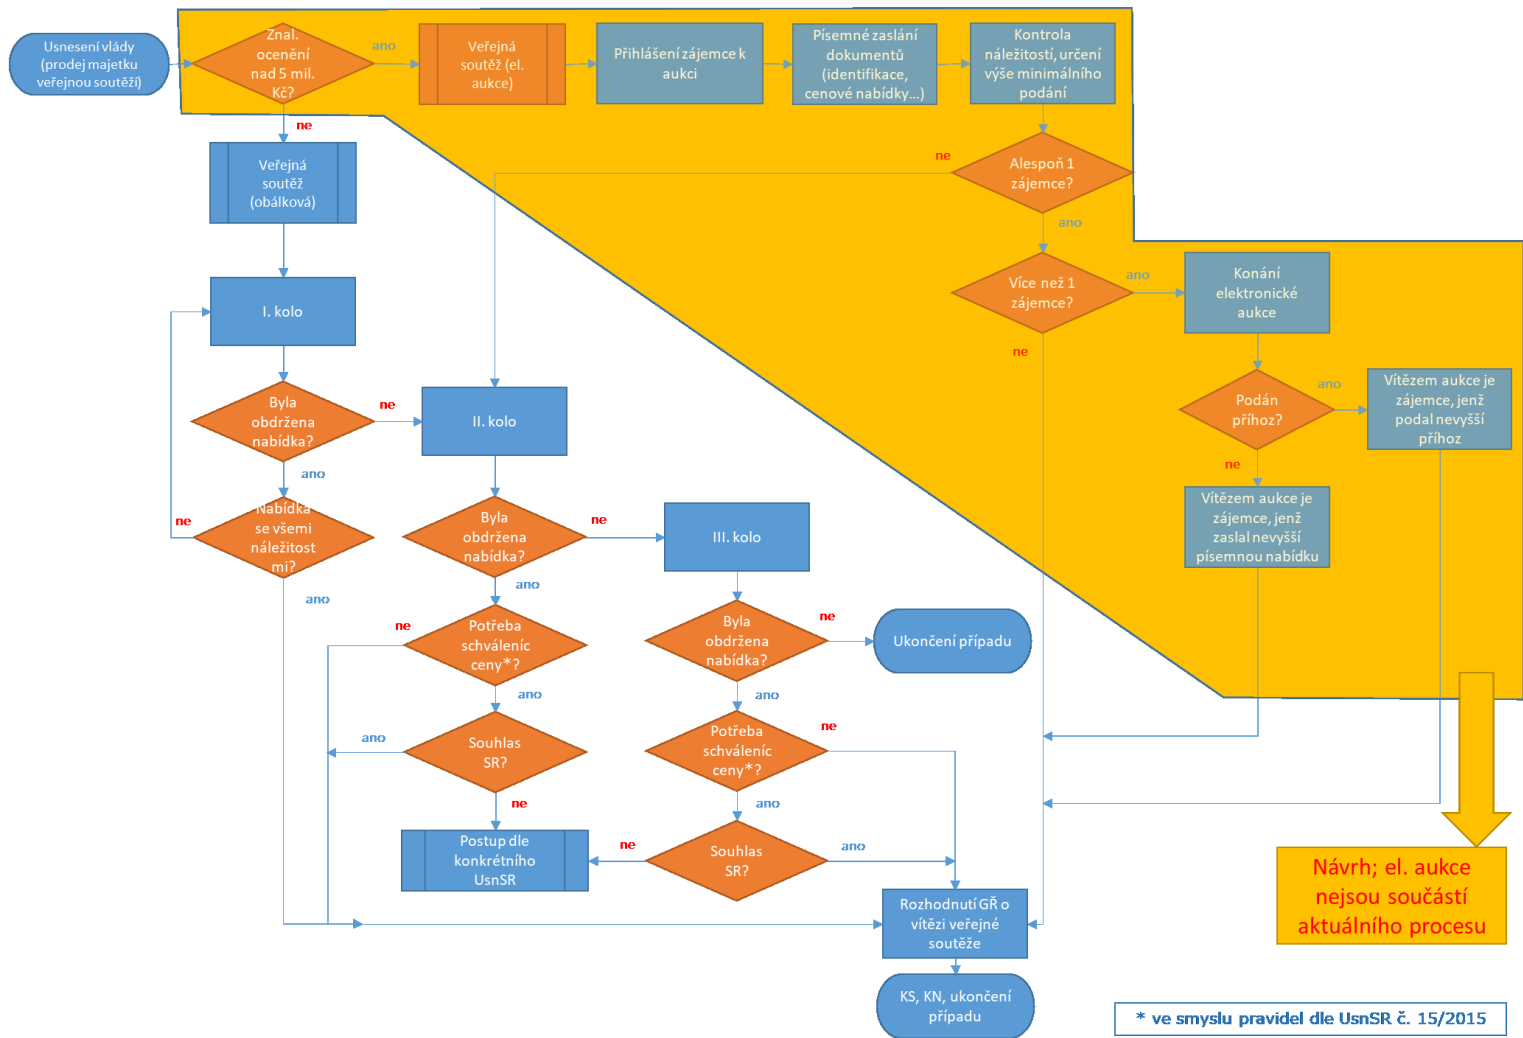 Usnesení vlády
(prodej majetku
veřejnou soutěží)
Znal.
ocenění
nad 5 mil.
Kč?
ano
Veřejná
soutěž (el.
aukce)
Přihlášení zájemce k
aukci
Písemné zaslání
dokumentů
(identifikace,
cenové nabídky...)
Kontrola
náležitostí, určení
výše minimálního
podání
ne
Veřejná
soutěž
(obálková)
ne
Alespoň 1
zájemce?
ano
Více než 1
zájemce?
ano
ne
Konání
elektronické
aukce
I. kolo
Byla
obdržena
nabídka?
ne
ano
II. kolo
Podán
příhoz?
ano
ne
Vítězem aukce je
zájemce, jenž
podal nevyšší
příhoz
Nabídka
se všemi
náležitost
mi?
ne
ano
Byla
obdržena
nabídka?
ne
ano
III. kolo
Vítězem aukce je
zájemce, jenž
zaslal nevyšší
písemnou nabídku
Potřeba
schváleníc
ceny*?
ne
ano
Byla
obdržena
nabídka?
ne
ano
Ukončení případu
Souhlas
SR?
ano
ne
Potřeba
schváleníc
ceny*?
ne
ano
Postup dle
konkrétního
UsnSR
ne
Souhlas
SR?
ano
Návrh; el. aukce
nejsou součástí
aktuálního procesu
Rozhodnutí GŘ o
vítězi veřejné
soutěže
KS, KN, ukončení
případu
* ve smyslu pravidel dle UsnSR č. 15/2015